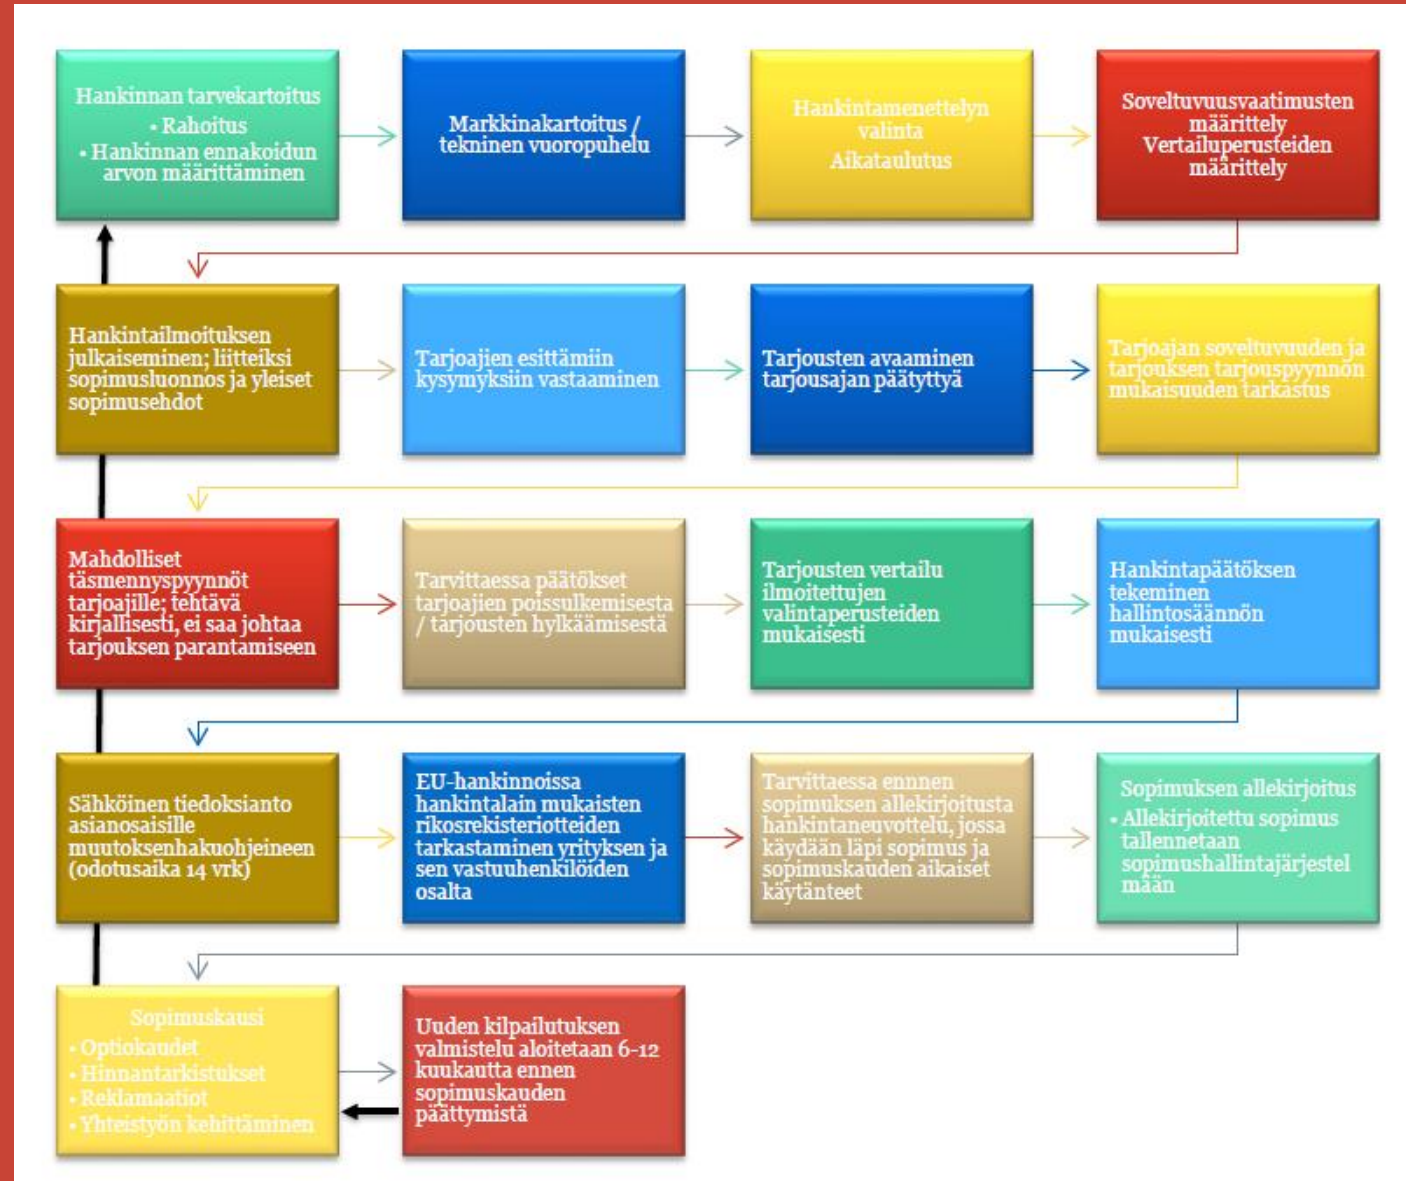 Hankinnan tarvekartoitus
• Rahoitus
• Hankinnan ennakoidun
arvon määrittäminen
Markkinakartoitus /
tekninen vuoropuhelu
Hankintamenettelyn
valinta
Aikataulutus
Soveltuvuusvaatimusten
määrittely
Vertailuperusteiden
määrittely
Hankintailmoituksen
julkaiseminen; liitteiksi
sopimusluonnos ja yleiset
sopimusehdot
Tarjoajien esittämiin
kysymyksiin vastaaminen
Tarjousten avaaminen
tarjousajan päätyttyä
Tarjoajan soveltuvuuden ja
tarjouksen tarjouspyynnön
mukaisuuden tarkastus
Mahdolliset
täsmennyspyynnöt
tarjoajille; tehtävä
kirjallisesti, ei saa johtaa
tarjouksen parantamiseen
Tarvittaessa päätökset
tarjoajien poissulkemisesta
/ tarjousten hylkäämisestä
Tarjousten vertailu
ilmoitettujen
valintaperusteiden
mukaisesti
Hankintapäätöksen
tekeminen
hallintosäännön
mukaisesti
Sähköinen tiedoksianto
asianosaisille
muutoksenhakuohjeineen
(odotusaika 14 vrk)
EU-hankinnoissa
hankintalain mukaisten
rikosrekisteriotteiden
tarkastaminen yrityksen ja
sen vastuuhenkilöiden
osalta
Tarvittaessa ennnen
sopimuksen allekirjoitusta
hankintaneuvottelu, jossa
käydään läpi sopimus ja
sopimuskauden aikaiset
käytänteet
Sopimuksen allekirjoitus
• Allekirjoitettu sopimus
tallennetaan
sopimushallintajärjestel
mään
Sopimuskausi
• Optiokaudet
• Hinnantarkistukset
• Reklamaatiot
• Yhteistyön kehittäminen
Uuden kilpailutuksen
valmistelu aloitetaan 6-12
kuukautta ennen
sopimuskauden
päättymistä